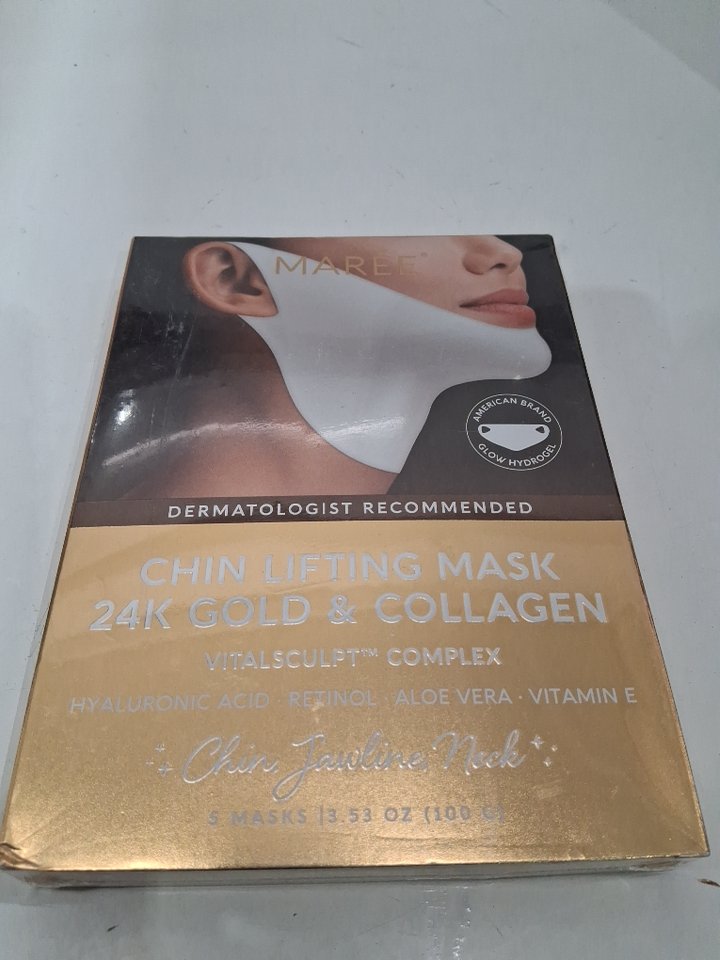 MAREE®
AMERICAN BRAND
GLOW HYDROGEL
DERMATOLOGIST RECOMMENDED
CHIN LIFTING MASK
24K GOLD & COLLAGEN
VITALSCULPT™ COMPLEX
HYALURONIC ACID · RETINOL · ALOE VERA · VITAMIN E
Chin, Jawline, Neck
5 MASKS | 3.53 OZ (100 G)